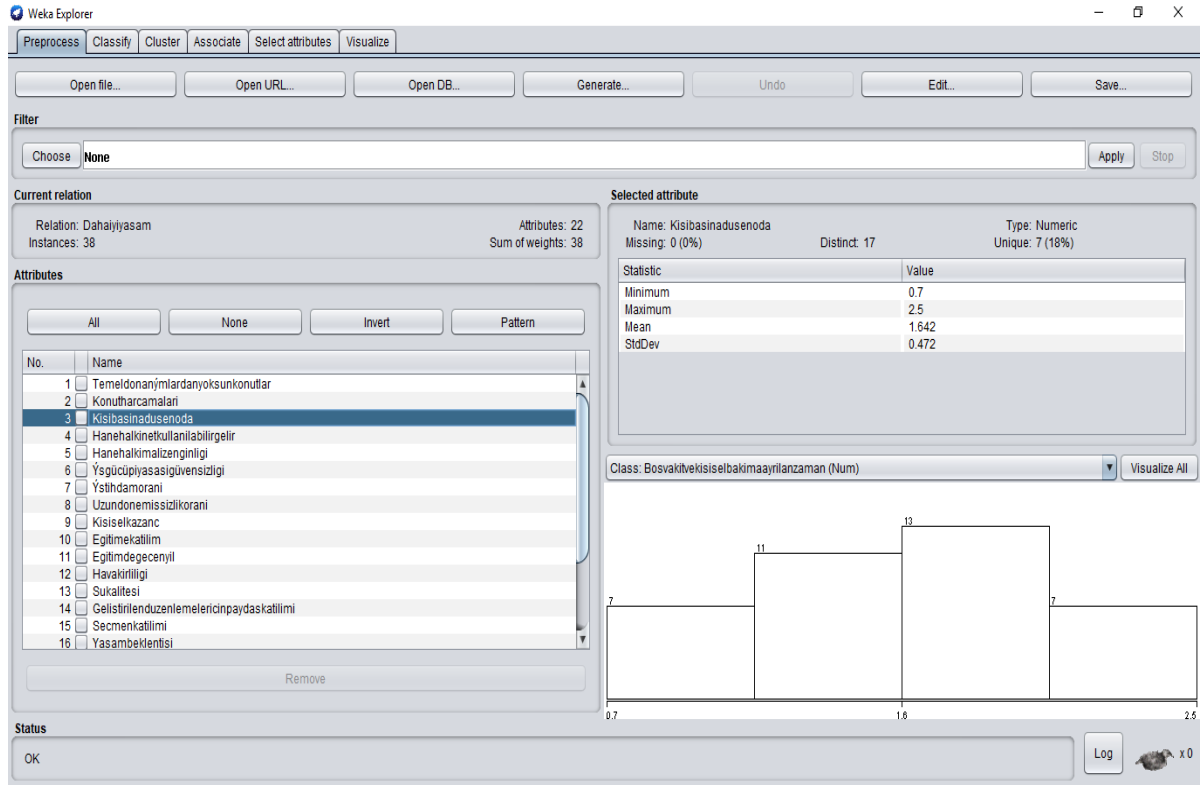 Weka Explorer
Preprocess Classify Cluster Associate Select attributes Visualize
Open file... Open URL... Open DB... Generate... Undo Edit... Save...
Filter
Choose None Apply Stop
Current relation
Relation: Dahaiyiyasam Attributes: 22
Instances: 38 Sum of weights: 38
Attributes
All None Invert Pattern
No. Name
1 Temeldonanýmlardanyoksunkonutlar
2 Konutharcamalari
3 Kisibasinadusenoda
4 Hanehalkinetkullanilabilirgelir
5 Hanehalkimalizenginligi
6 Ýsgücüpiyasasigüvensizligi
7 Ýstihdamorani
8 Uzundonemissizlikorani
9 Kisiselkazanc
10 Egitimekatilim
11 Egitimdegecenyil
12 Havakirliligi
13 Sukalitesi
14 Gelistirilenduzenlemelericinpaydaskatilimi
15 Secmenkatilimi
16 Yasambeklentisi
Remove
Selected attribute
Name: Kisibasinadusenoda Type: Numeric
Missing: 0 (0%) Distinct: 17 Unique: 7 (18%)
Statistic Value
Minimum 0.7
Maximum 2.5
Mean 1.642
StdDev 0.472
Class: Bosvakitvekisiselbakimaayrilanzaman (Num) Visualize All
7 11 13 7
0.7 1.6 2.5
Status
OK Log x 0